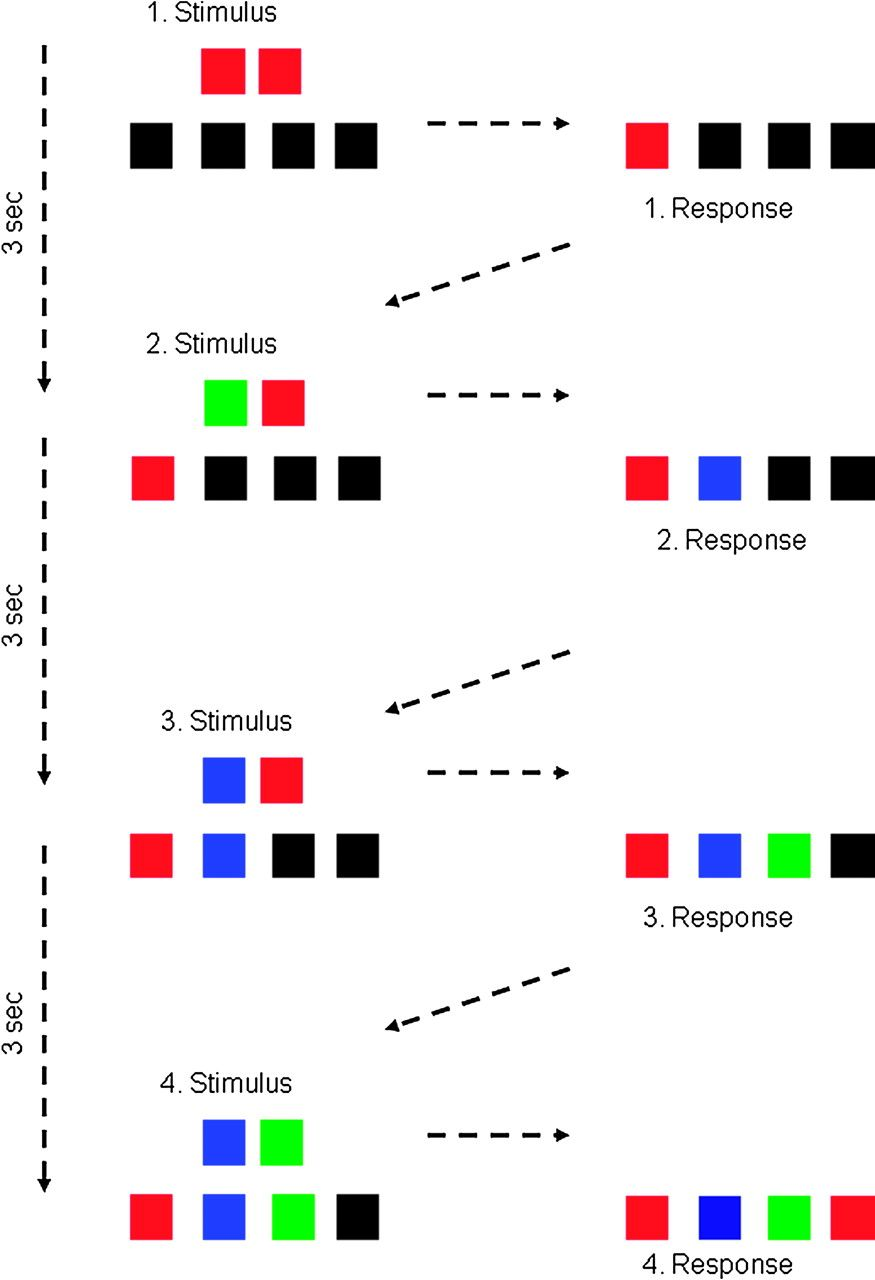 1. Stimulus
3 sec
1. Response
2. Stimulus
3 sec
2. Response
3. Stimulus
3. Response
3 sec
4. Stimulus
4. Response